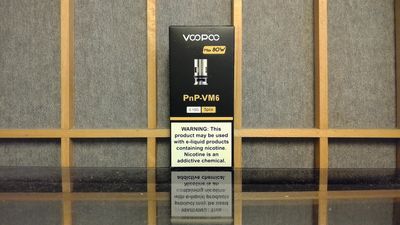 VOOPOO
Max 80W
PnP-VM6
5pcs
WARNING: This
product may be used
with e-liquid products
containing nicotine.
Nicotine is an
addictive chemical.